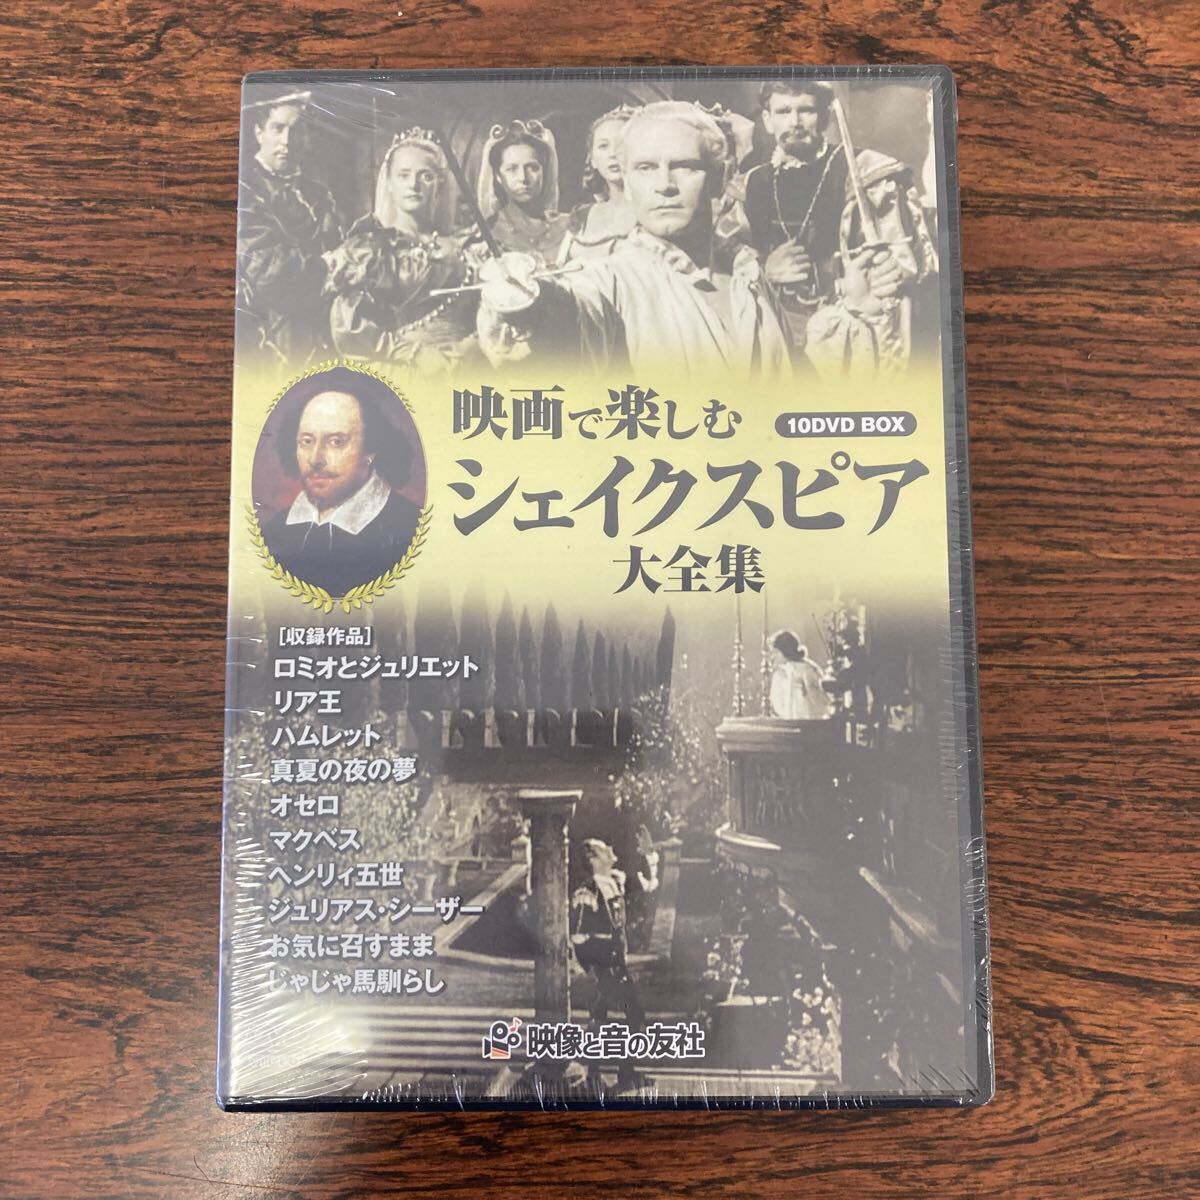 映画で楽しむ
10DVD BOX
シェイクスピア
大全集
[収録作品]
ロミオとジュリエット
リア王
ハムレット
真夏の夜の夢
オセロ
マクベス
ヘンリィ五世
ジュリアス・シーザー
お気に召すまま
じゃじゃ馬馴らし
映像と音の友社